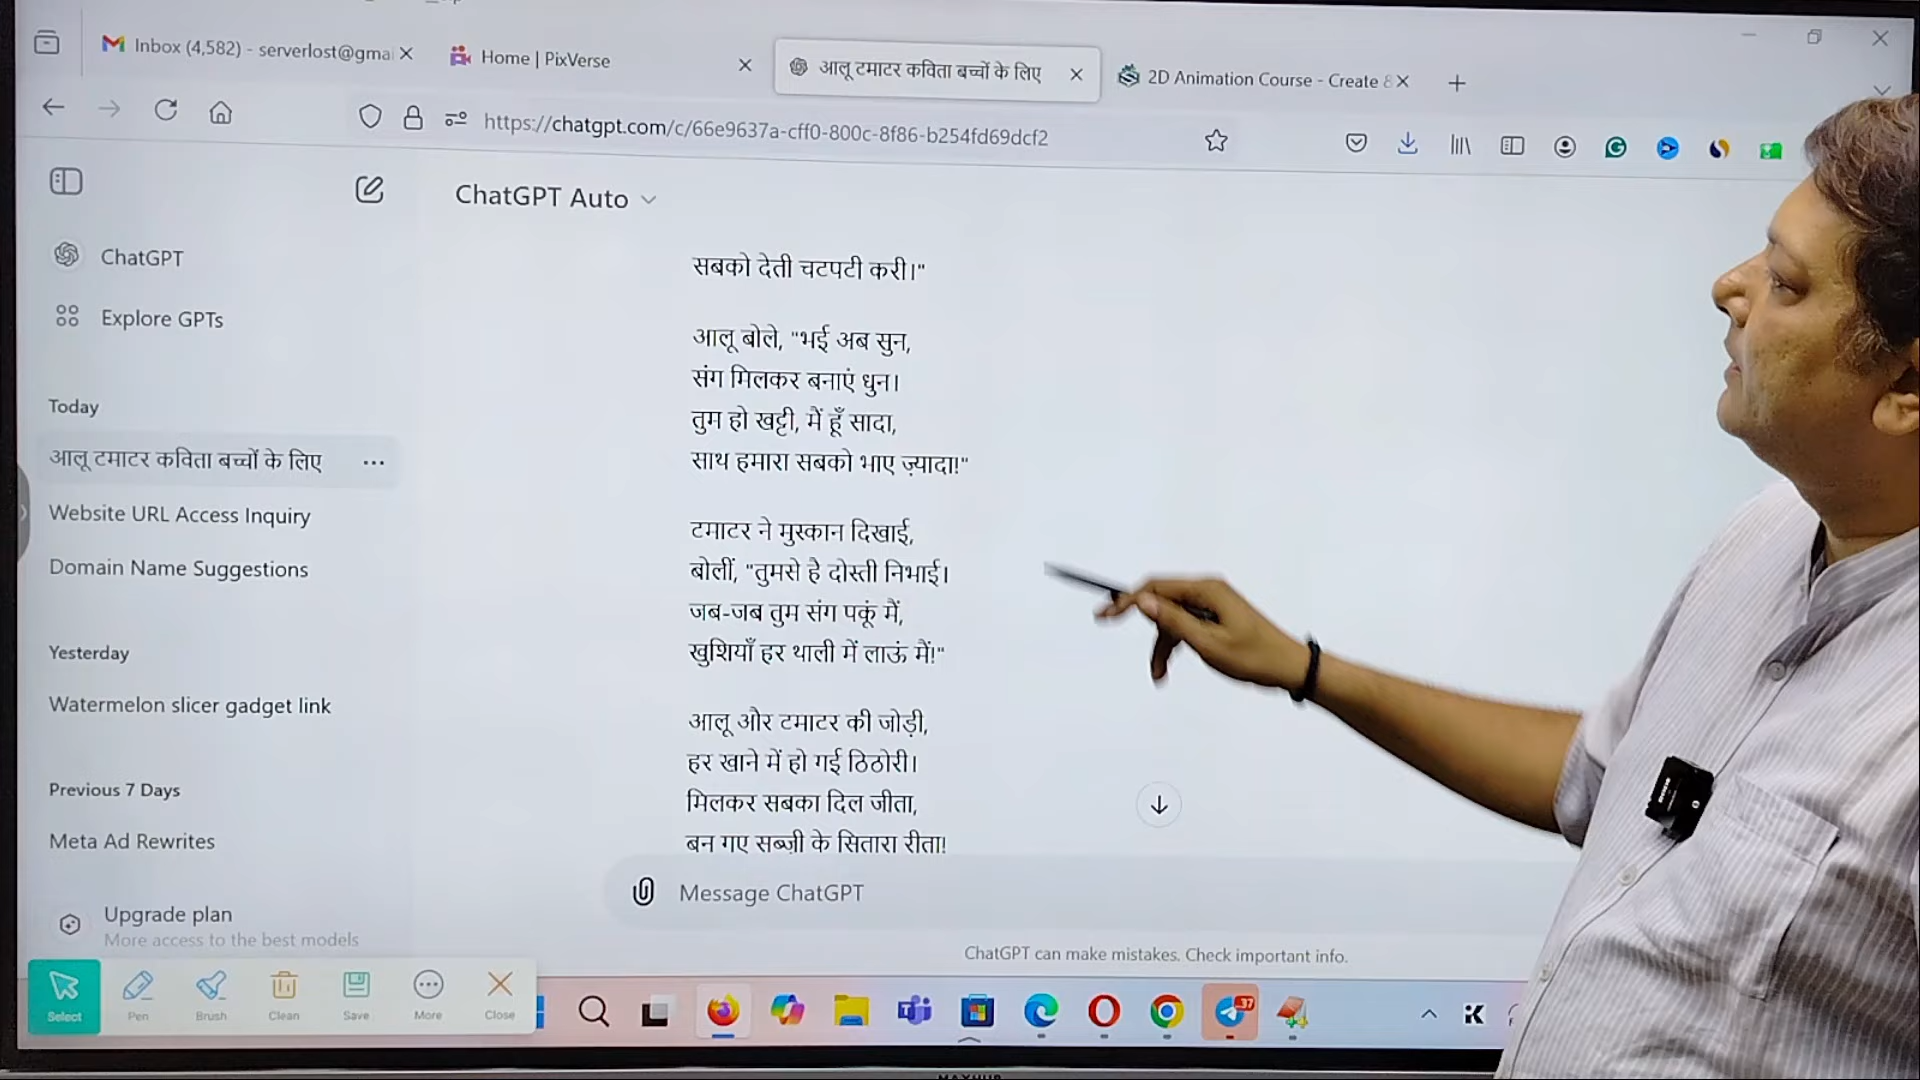 Inbox (4,582) - serverlost@gmai
Home | PixVerse
आलू टमाटर कविता बच्चों के लिए
2D Animation Course - Create &
https://chatgpt.com/c/66e9637a-cff0-800c-8f86-b254fd69dcf2
ChatGPT Auto
ChatGPT
Explore GPTs
Today
आलू टमाटर कविता बच्चों के लिए
Website URL Access Inquiry
Domain Name Suggestions
Yesterday
Watermelon slicer gadget link
Previous 7 Days
Meta Ad Rewrites
Upgrade plan
More access to the best models
सबको देती चटपटी करी।"
आलू बोले, "भई अब सुन,
संग मिलकर बनाएं धुन।
तुम हो खट्टी, मैं हूँ सादा,
साथ हमारा सबको भाए ज़्यादा!"
टमाटर ने मुस्कान दिखाई,
बोलीं, "तुमसे है दोस्ती निभाई।
जब-जब तुम संग पकूं मैं,
खुशियाँ हर थाली में लाऊं मैं!"
आलू और टमाटर की जोड़ी,
हर खाने में हो गई ठिठोरी।
मिलकर सबका दिल जीता,
बन गए सब्ज़ी के सितारा रीता!
Message ChatGPT
ChatGPT can make mistakes. Check important info.
Select
Pen
Brush
Clean
Save
More
Close
37